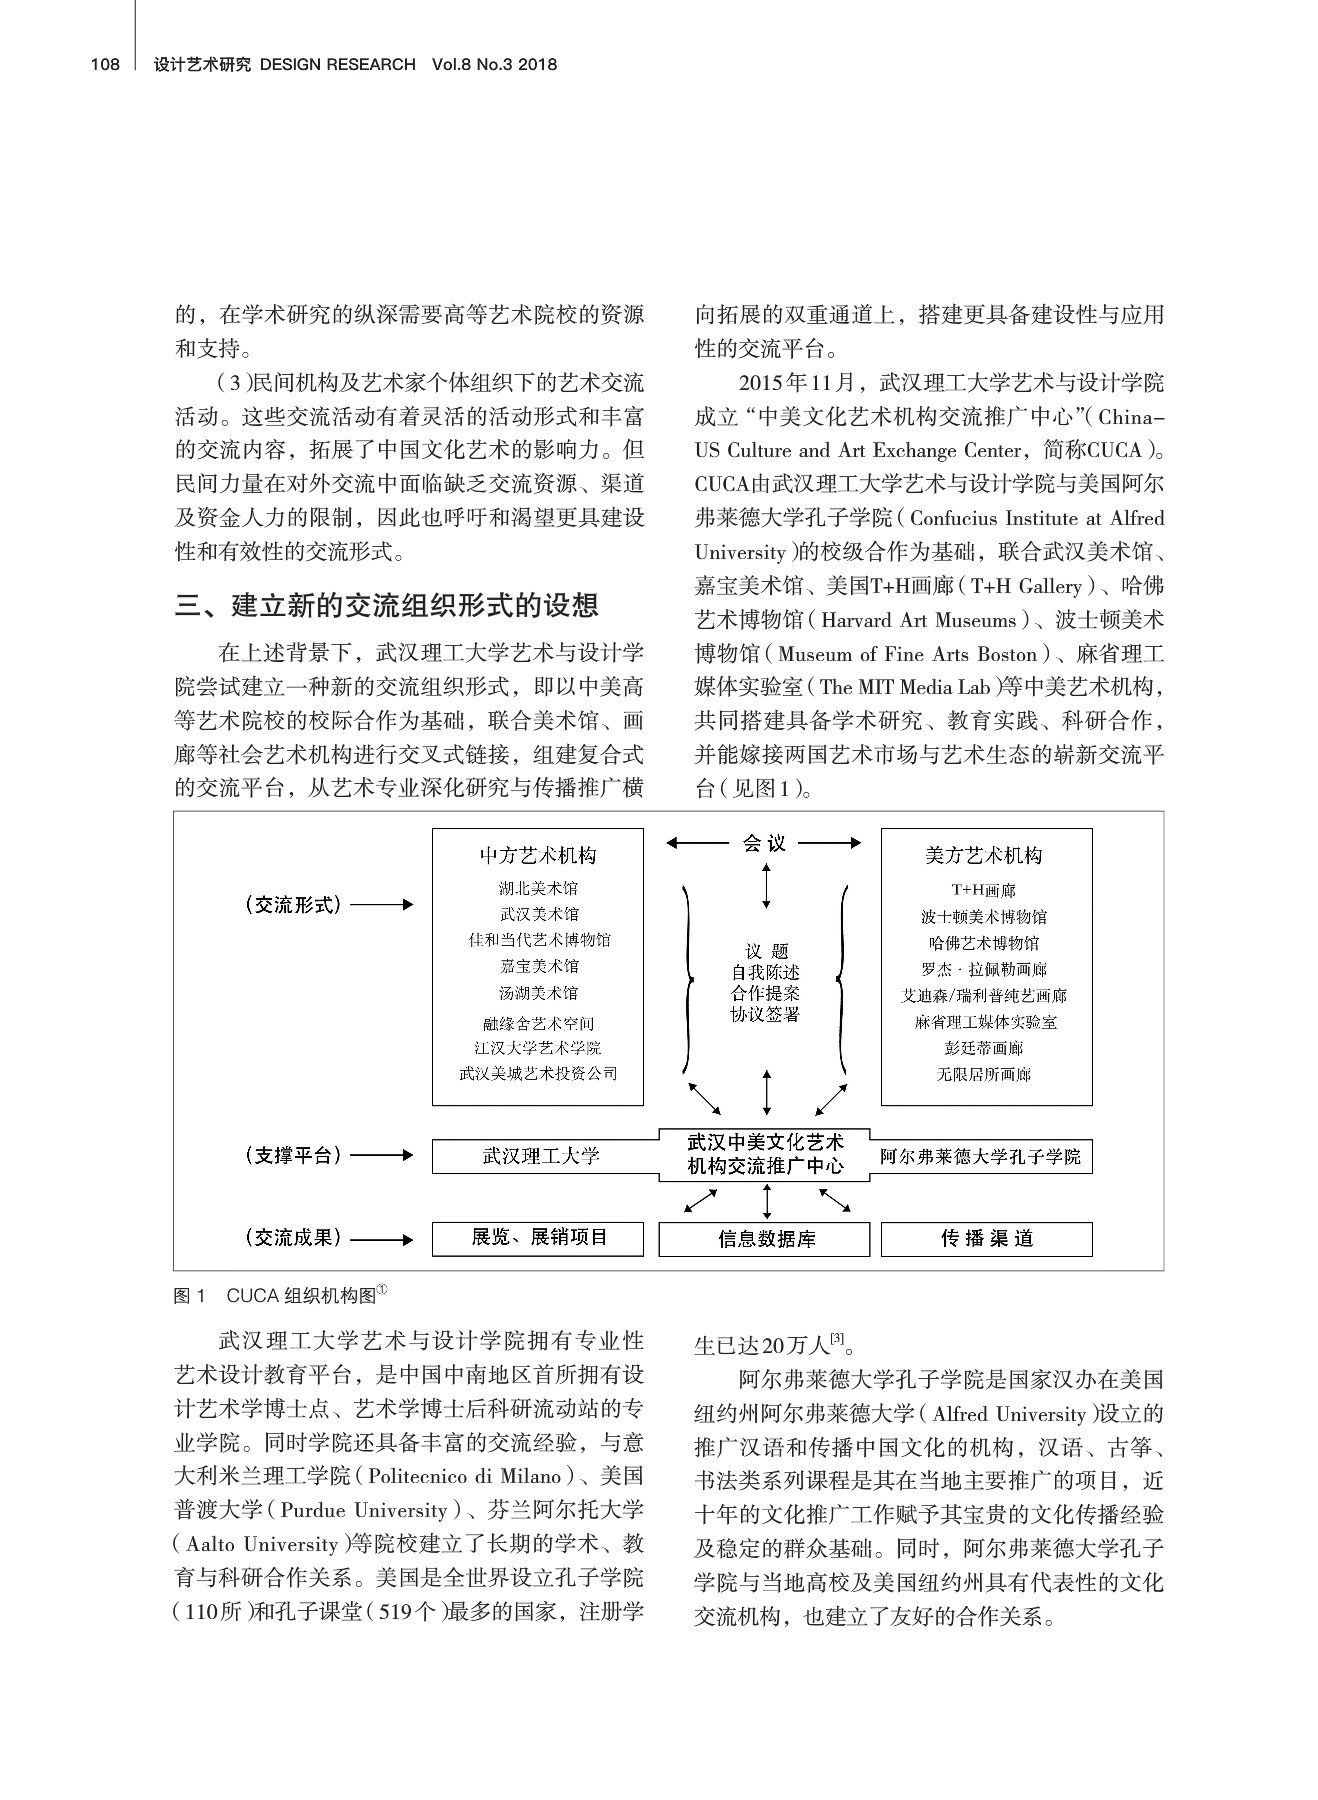 108 设计艺术研究 DESIGN RESEARCH Vol.8 No.3 2018
的，在学术研究的纵深需要高等艺术院校的资源
和支持。
（3）民间机构及艺术家个体组织下的艺术交流
活动。这些交流活动有着灵活的活动形式和丰富
的交流内容，拓展了中国文化艺术的影响力。但
民间力量在对外交流中面临缺乏交流资源、渠道
及资金人力的限制，因此也呼吁和渴望更具建设
性和有效性的交流形式。
三、建立新的交流组织形式的设想
在上述背景下，武汉理工大学艺术与设计学
院尝试建立一种新的交流组织形式，即以中美高
等艺术院校的校际合作为基础，联合美术馆、画
廊等社会艺术机构进行交叉式链接，组建复合式
的交流平台，从艺术专业深化研究与传播推广横
向拓展的双重通道上，搭建更具备建设性与应用
性的交流平台。
2015年11月，武汉理工大学艺术与设计学院
成立“中美文化艺术机构交流推广中心”（China–
US Culture and Art Exchange Center，简称CUCA）。
CUCA由武汉理工大学艺术与设计学院与美国阿尔
弗莱德大学孔子学院（Confucius Institute at Alfred
University）的校级合作为基础，联合武汉美术馆、
嘉宝美术馆、美国T+H画廊（T+H Gallery）、哈佛
艺术博物馆（Harvard Art Museums）、波士顿美术
博物馆（Museum of Fine Arts Boston）、麻省理工
媒体实验室（The MIT Media Lab）等中美艺术机构，
共同搭建具备学术研究、教育实践、科研合作，
并能嫁接两国艺术市场与艺术生态的崭新交流平
台（见图1）。
（交流形式）
中方艺术机构
湖北美术馆
武汉美术馆
佳和当代艺术博物馆
嘉宝美术馆
汤湖美术馆
融缘舍艺术空间
江汉大学艺术学院
武汉美城艺术投资公司
会议
议 题
自我陈述
合作提案
协议签署
美方艺术机构
T+H画廊
波士顿美术博物馆
哈佛艺术博物馆
罗杰·拉佩勒画廊
艾迪森/瑞利普纯艺画廊
麻省理工媒体实验室
彭廷蒂画廊
无限居所画廊
（支撑平台）
武汉理工大学
武汉中美文化艺术
机构交流推广中心
阿尔弗莱德大学孔子学院
（交流成果）
展览、展销项目
信息数据库
传播渠道
图 1 CUCA 组织机构图①
武汉理工大学艺术与设计学院拥有专业性
艺术设计教育平台，是中国中南地区首所拥有设
计艺术学博士点、艺术学博士后科研流动站的专
业学院。同时学院还具备丰富的交流经验，与意
大利米兰理工学院（Politecnico di Milano）、美国
普渡大学（Purdue University）、芬兰阿尔托大学
（Aalto University）等院校建立了长期的学术、教
育与科研合作关系。美国是全世界设立孔子学院
（110所）和孔子课堂（519个）最多的国家，注册学
生已达20万人[3]。
阿尔弗莱德大学孔子学院是国家汉办在美国
纽约州阿尔弗莱德大学（Alfred University）设立的
推广汉语和传播中国文化的机构，汉语、古筝、
书法类系列课程是其在当地主要推广的项目，近
十年的文化推广工作赋予其宝贵的文化传播经验
及稳定的群众基础。同时，阿尔弗莱德大学孔子
学院与当地高校及美国纽约州具有代表性的文化
交流机构，也建立了友好的合作关系。